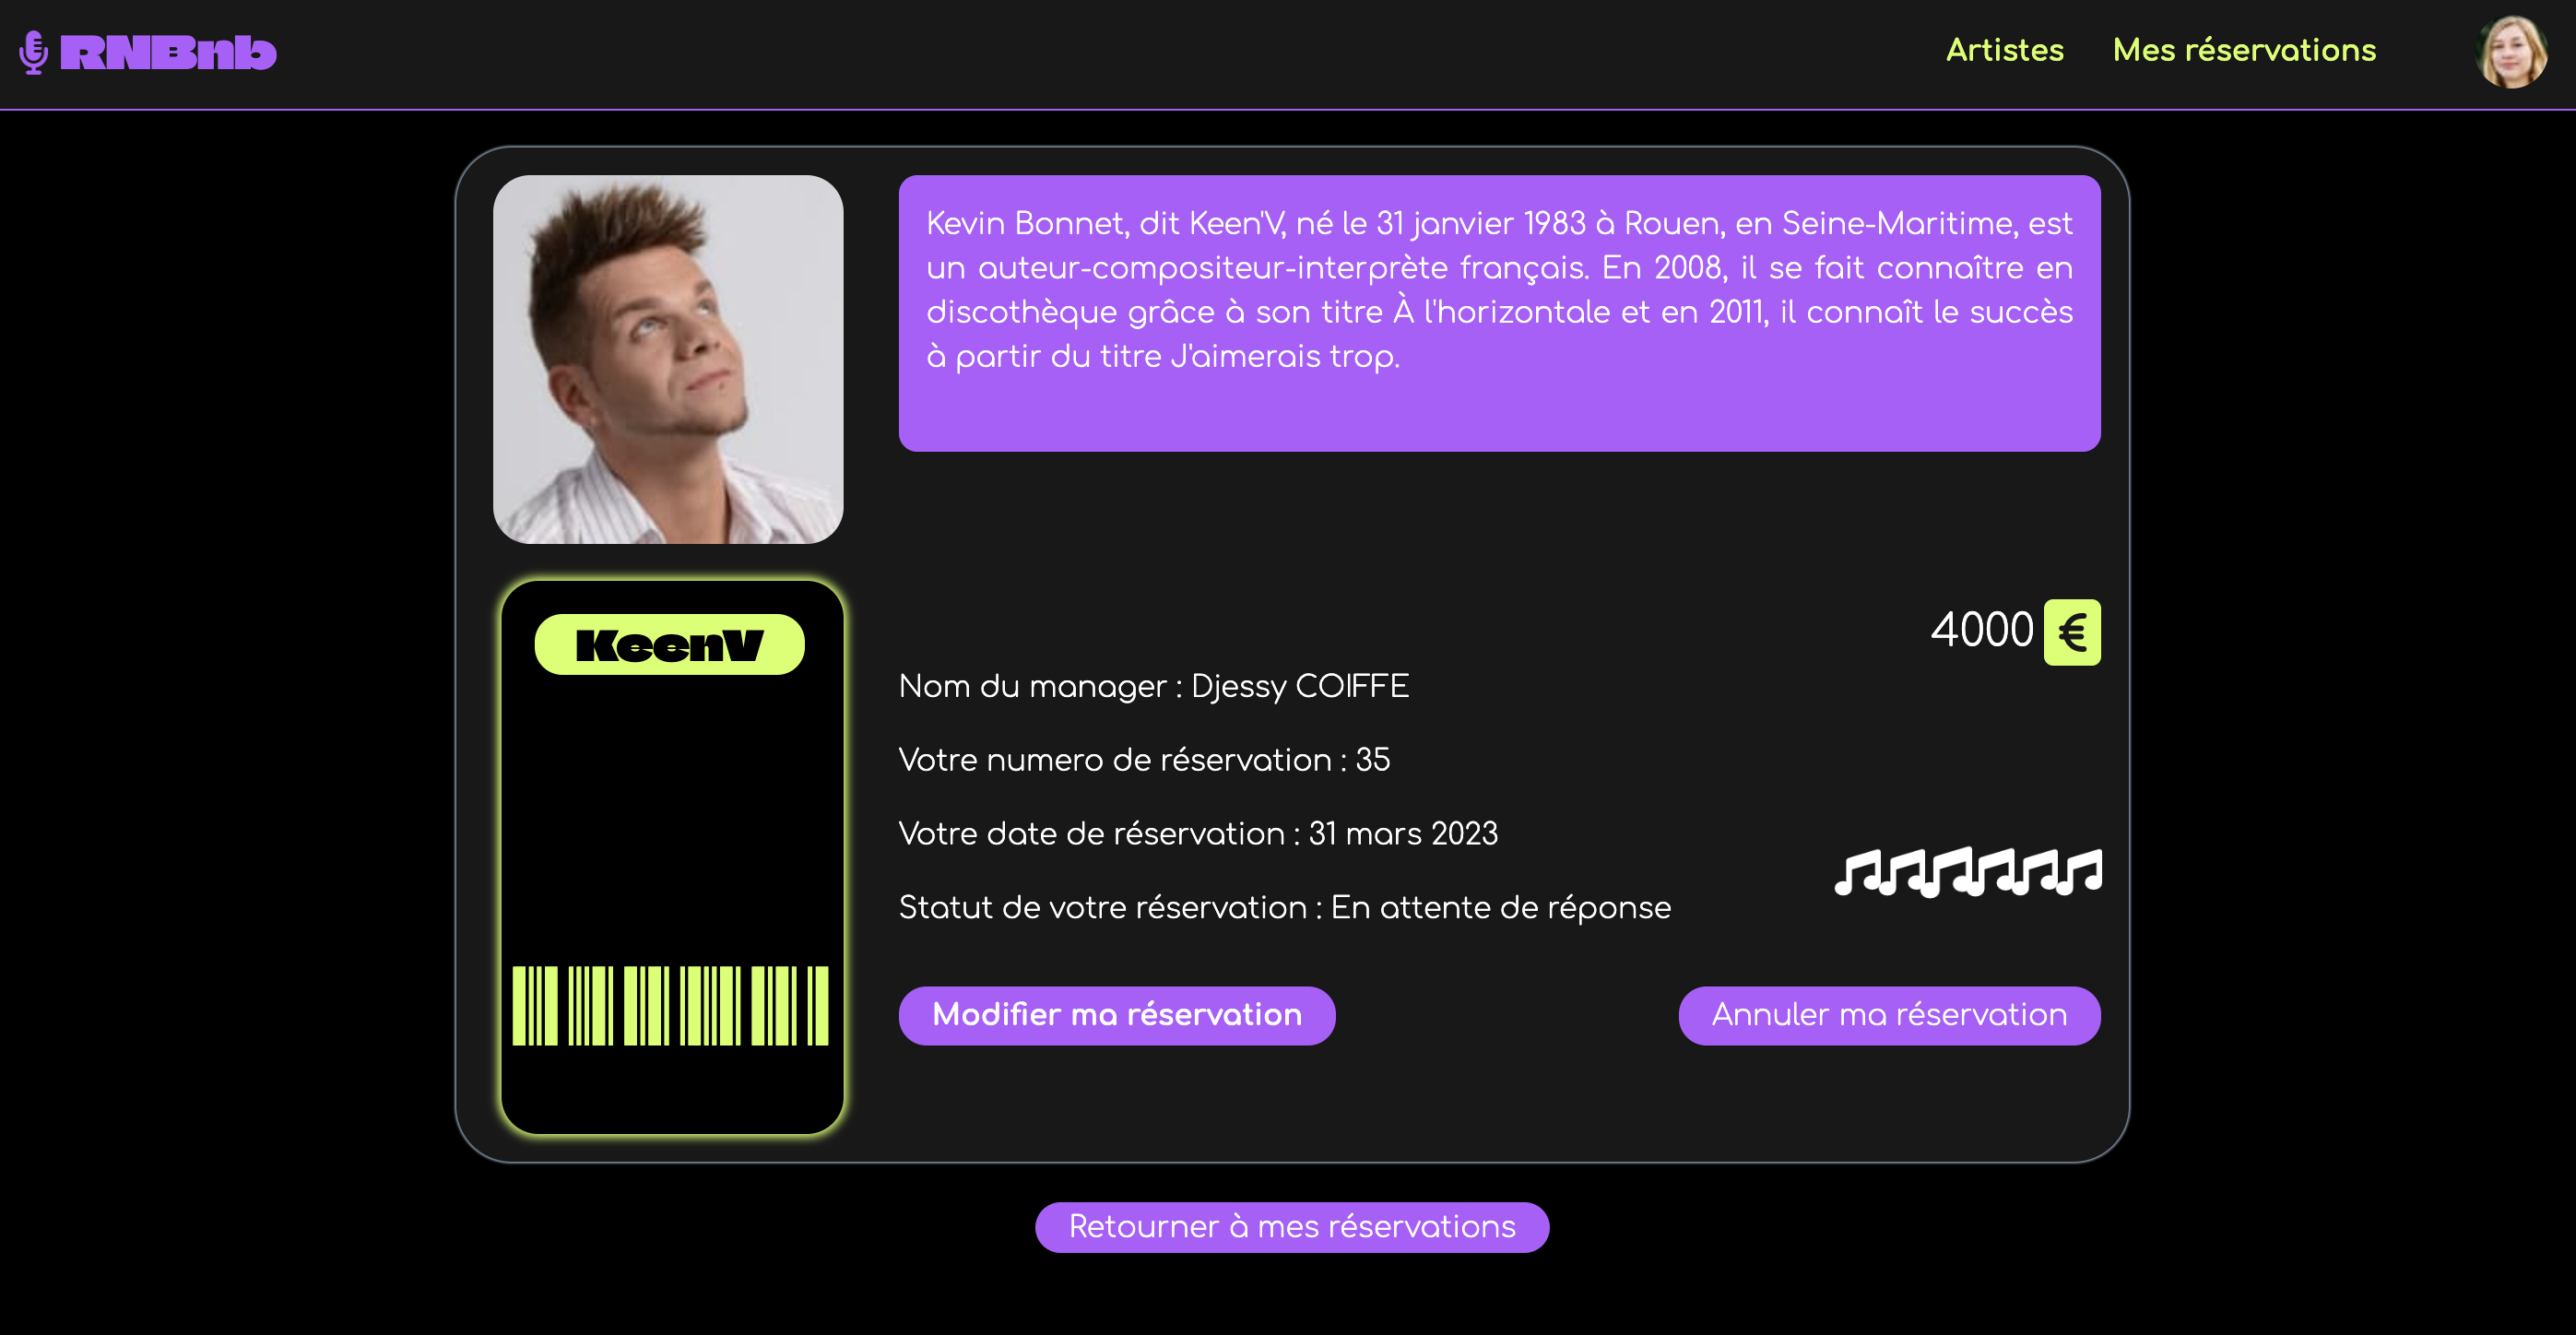 RNBnb
Artistes
Mes réservations
Kevin Bonnet, dit Keen'V, né le 31 janvier 1983 à Rouen, en Seine-Maritime, est
un auteur-compositeur-interprète français. En 2008, il se fait connaître en
discothèque grâce à son titre À l'horizontale et en 2011, il connaît le succès
à partir du titre J'aimerais trop.
KeenV
4000 €
Nom du manager : Djessy COIFFE
Votre numero de réservation : 35
Votre date de réservation : 31 mars 2023
Statut de votre réservation : En attente de réponse
Modifier ma réservation
Annuler ma réservation
Retourner à mes réservations